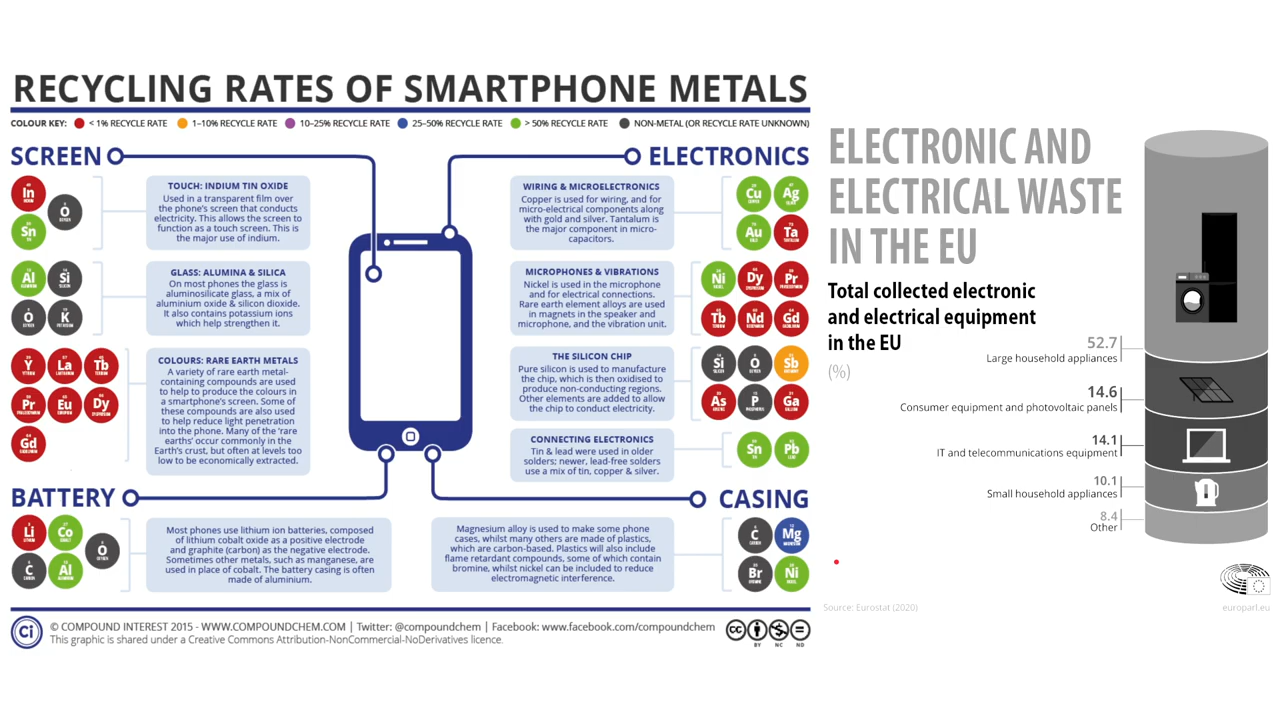 RECYCLING RATES OF SMARTPHONE METALS
COLOUR KEY: < 1% RECYCLE RATE 1–10% RECYCLE RATE 10–25% RECYCLE RATE 25–50% RECYCLE RATE > 50% RECYCLE RATE NON-METAL (OR RECYCLE RATE UNKNOWN)
SCREEN
In
O
Sn
TOUCH: INDIUM TIN OXIDE
Used in a transparent film over
the phone's screen that conducts
electricity. This allows the screen to
function as a touch screen. This is
the major use of indium.
Al
Si
O
K
GLASS: ALUMINA & SILICA
On most phones the glass is
aluminosilicate glass, a mix of
aluminium oxide & silicon dioxide.
It also contains potassium ions
which help strengthen it.
Y
La
Tb
Pr
Eu
Dy
Gd
COLOURS: RARE EARTH METALS
A variety of rare earth metal-
containing compounds are used
to help to produce the colours in
a smartphone's screen. Some of
these compounds are also used
to help reduce light penetration
into the phone. Many of the 'rare
earths' occur commonly in the
Earth's crust, but often at levels too
low to be economically extracted.
ELECTRONICS
WIRING & MICROELECTRONICS
Copper is used for wiring, and for
micro-electrical components along
with gold and silver. Tantalum is
the major component in micro-
capacitors.
Cu
Ag
Au
Ta
MICROPHONES & VIBRATIONS
Nickel is used in the microphone
and for electrical connections.
Rare earth element alloys are used
in magnets in the speaker and
microphone, and the vibration unit.
Ni
Dy
Pr
Tb
Nd
Gd
THE SILICON CHIP
Pure silicon is used to manufacture
the chip, which is then oxidised to
produce non-conducting regions.
Other elements are added to allow
the chip to conduct electricity.
Si
O
Sb
As
P
Ga
CONNECTING ELECTRONICS
Tin & lead were used in older
solders; newer, lead-free solders
use a mix of tin, copper & silver.
Sn
Pb
BATTERY
Li
Co
O
C
Al
Most phones use lithium ion batteries, composed
of lithium cobalt oxide as a positive electrode
and graphite (carbon) as the negative electrode.
Sometimes other metals, such as manganese, are
used in place of cobalt. The battery casing is often
made of aluminium.
CASING
Magnesium alloy is used to make some phone
cases, whilst many others are made of plastics,
which are carbon-based. Plastics will also include
flame retardant compounds, some of which contain
bromine, whilst nickel can be included to reduce
electromagnetic interference.
C
Mg
Br
Ni
Ci
© COMPOUND INTEREST 2015 - WWW.COMPOUNDCHEM.COM | Twitter: @compoundchem | Facebook: www.facebook.com/compoundchem
This graphic is shared under a Creative Commons Attribution-NonCommercial-NoDerivatives licence.
cc
BY NC ND
ELECTRONIC AND
ELECTRICAL WASTE
IN THE EU
Total collected electronic
and electrical equipment
in the EU
(%)
52.7
Large household appliances
14.6
Consumer equipment and photovoltaic panels
14.1
IT and telecommunications equipment
10.1
Small household appliances
8.4
Other
Source: Eurostat (2020)
europarl.eu